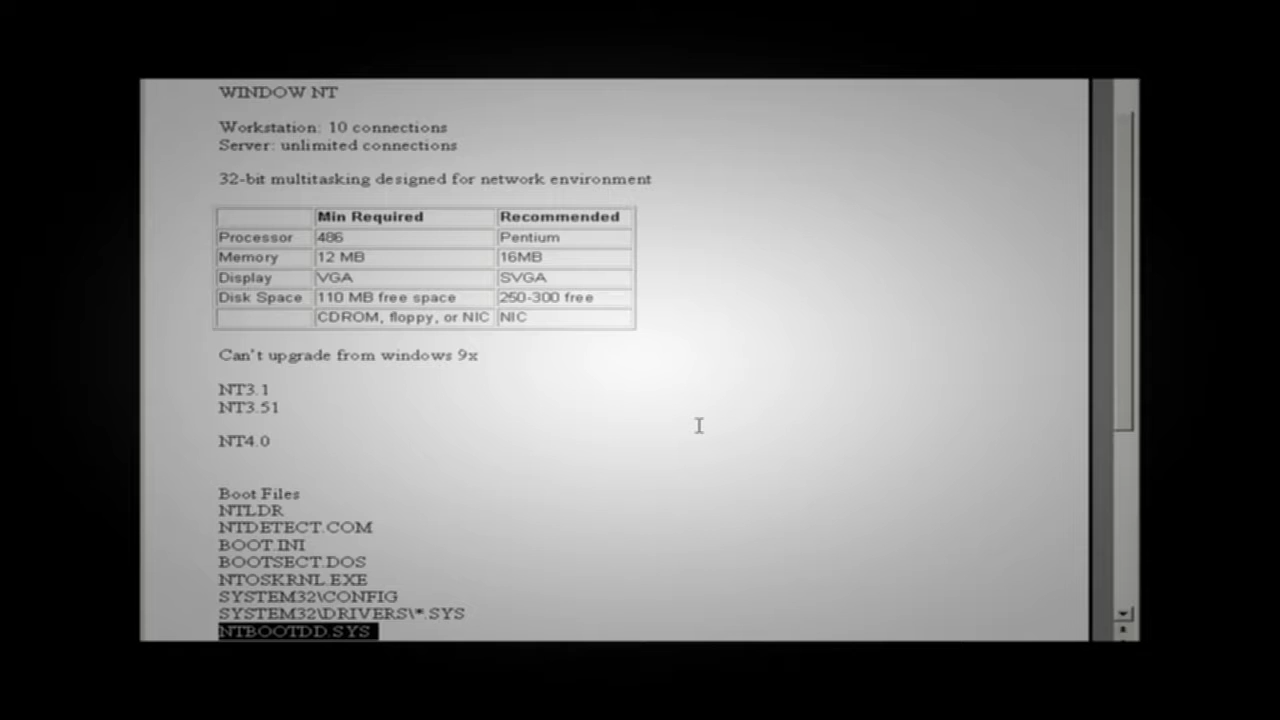 WINDOW NT
Workstation: 10 connections
Server: unlimited connections
32-bit multitasking designed for network environment
Min Required Recommended
Processor 486 Pentium
Memory 12 MB 16MB
Display VGA SVGA
Disk Space 110 MB free space 250-300 free
CDROM, floppy, or NIC NIC
Can't upgrade from windows 9x
NT3.1
NT3.51
NT4.0
Boot Files
NTLDR
NTDETECT.COM
BOOT.INI
BOOTSECT.DOS
NTOSKRNL.EXE
SYSTEM32\CONFIG
SYSTEM32\DRIVERS\*.SYS
NTBOOTDD.SYS